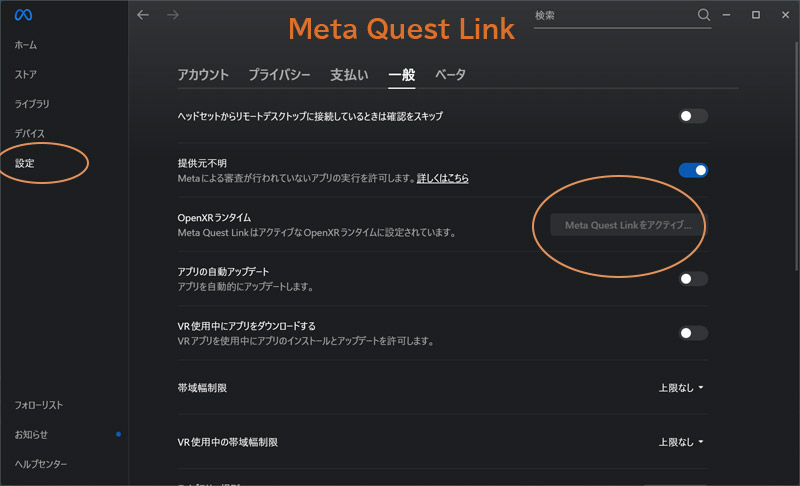 Meta Quest Link
検索
ホーム
ストア
ライブラリ
デバイス
設定
フォローリスト
お知らせ
ヘルプセンター
アカウント プライバシー 支払い 一般 ベータ
ヘッドセットからリモートデスクトップに接続しているときは確認をスキップ
提供元不明
Metaによる審査が行われていないアプリの実行を許可します。詳しくはこちら
OpenXRランタイム
Meta Quest LinkはアクティブなOpenXRランタイムに設定されています。
Meta Quest Linkをアクティブ...
アプリの自動アップデート
アプリを自動的にアップデートします。
VR使用中にアプリをダウンロードする
VRアプリを使用中にアプリのインストールとアップデートを許可します。
帯域幅制限 上限なし
VR使用中の帯域幅制限 上限なし